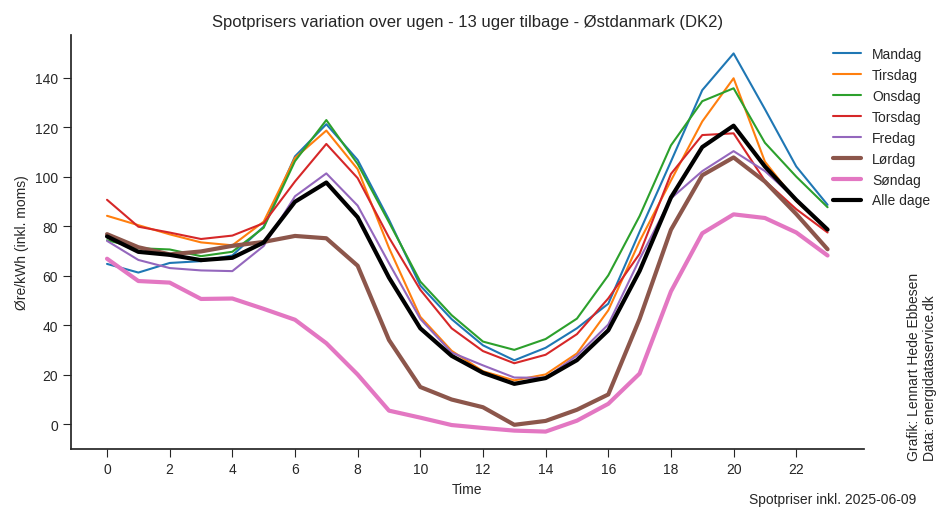 Spotprisers variation over ugen - 13 uger tilbage - Østdanmark (DK2)
Mandag
Tirsdag
Onsdag
Torsdag
Fredag
Lørdag
Søndag
Alle dage
Øre/kWh (inkl. moms)
140
120
100
80
60
40
20
0
0 2 4 6 8 10 12 14 16 18 20 22
Time
Grafik: Lennart Hede Ebbesen
Data: energidataservice.dk
Spotpriser inkl. 2025-06-09